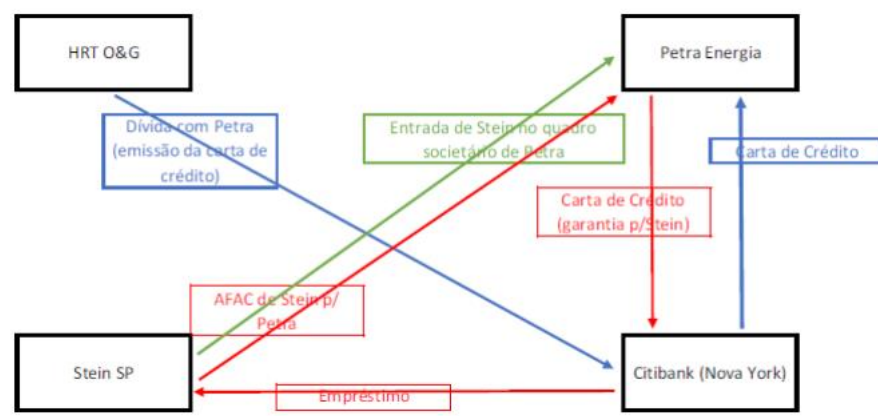 HRT O&G
Petra Energia
Dívida com Petra
(emissão da carta de
crédito)
Entrada de Stein no quadro
societário de Petra
Carta de Crédito
Carta de Crédito
(garantia p/Stein)
AFAC de Stein p/
Petra
Stein SP
Citibank (Nova York)
Empréstimo